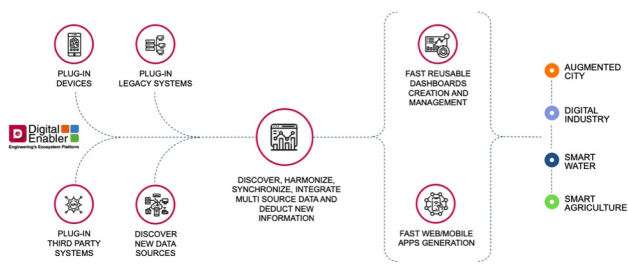 PLUG-IN
DEVICES
PLUG-IN
LEGACY SYSTEMS
Digital
Enabler
Engineering's Ecosystem Platform
PLUG-IN
THIRD PARTY
SYSTEMS
DISCOVER
NEW DATA
SOURCES
DISCOVER, HARMONIZE,
SYNCHRONIZE, INTEGRATE
MULTI SOURCE DATA AND
DEDUCT NEW
INFORMATION
FAST REUSABLE
DASHBOARDS
CREATION AND
MANAGEMENT
FAST WEB/MOBILE
APPS GENERATION
AUGMENTED
CITY
DIGITAL
INDUSTRY
SMART
WATER
SMART
AGRICULTURE